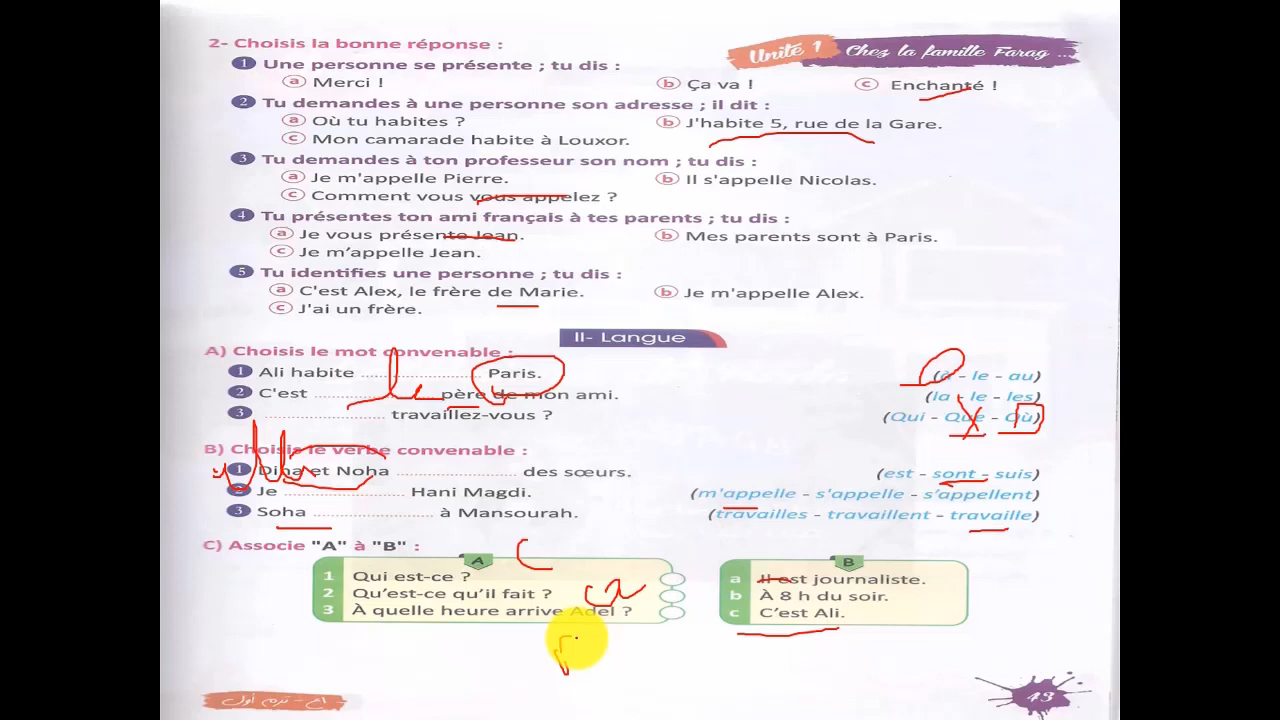 2- Choisis la bonne réponse :
Unité 1 Chez la famille Farag ...
1 Une personne se présente ; tu dis :
a Merci ! b Ça va ! c Enchanté !
2 Tu demandes à une personne son adresse ; il dit :
a Où tu habites ? b J'habite 5, rue de la Gare.
c Mon camarade habite à Louxor.
3 Tu demandes à ton professeur son nom ; tu dis :
a Je m'appelle Pierre. b Il s'appelle Nicolas.
c Comment vous vous appelez ?
4 Tu présentes ton ami français à tes parents ; tu dis :
a Je vous présente Jean. b Mes parents sont à Paris.
c Je m’appelle Jean.
5 Tu identifies une personne ; tu dis :
a C'est Alex, le frère de Marie. b Je m'appelle Alex.
c J'ai un frère.
II- Langue
A) Choisis le mot convenable :
1 Ali habite ........................ Paris. (à - le - au)
2 C'est ........................ le père de mon ami. (la - le - les)
3 ........................ travaillez-vous ? (Qui - Que - Où)
B) Choisis le verbe convenable :
1 Dina et Noha ........................ des sœurs. (est - sont - suis)
2 Je ........................ Hani Magdi. (m'appelle - s'appelle - s’appellent)
3 Soha ........................ à Mansourah. (travailles - travaillent - travaille)
C) Associe "A" à "B" :
A
1 Qui est-ce ? C
2 Qu’est-ce qu’il fait ? a
3 À quelle heure arrive Adel ?
B
a Il est journaliste.
b À 8 h du soir.
c C’est Ali.
١ع - ترم أول
43